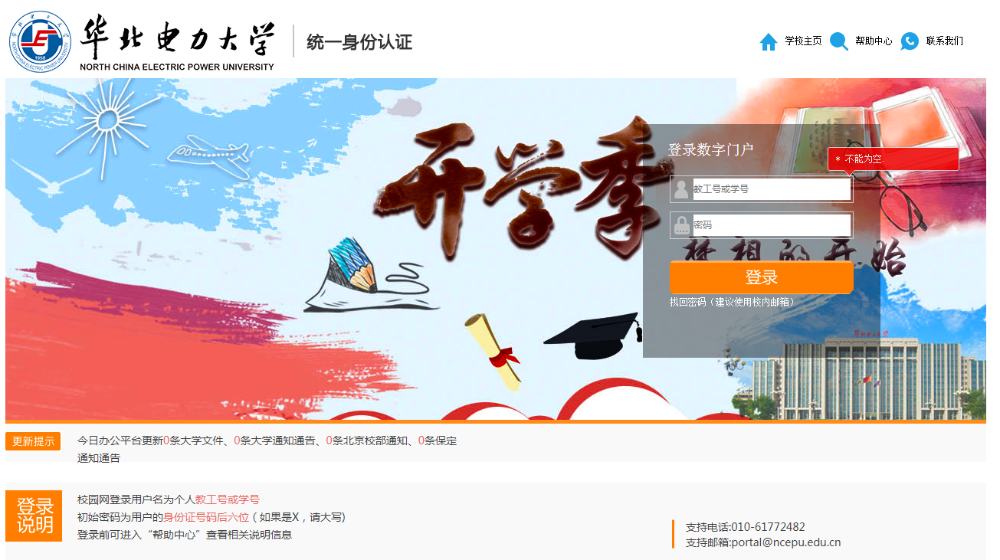 华北电力大学
NORTH CHINA ELECTRIC POWER UNIVERSITY
1958
统一身份认证
学校主页
帮助中心
联系我们
开学季
梦想的开始
登录数字门户
* 不能为空.
教工号或学号
密码
登录
找回密码（建议使用校内邮箱）
更新提示
今日办公平台更新0条大学文件、0条大学通知通告、0条北京校部通知、0条保定
通知通告
登录
说明
校园网登录用户名为个人教工号或学号
初始密码为用户的身份证号码后六位（如果是X，请大写）
登录前可进入“帮助中心”查看相关说明信息
支持电话:010-61772482
支持邮箱:portal@ncepu.edu.cn